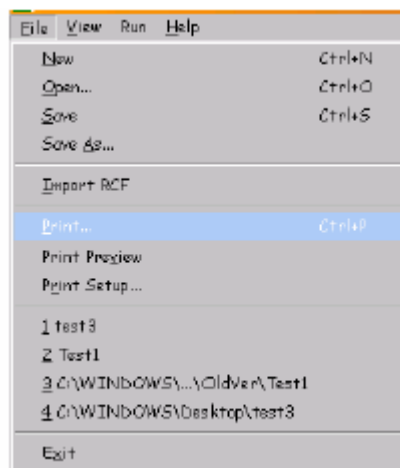 File View Run Help
New Ctrl+N
Open... Ctrl+O
Save Ctrl+S
Save As...
Import RCF
Print... Ctrl+P
Print Preview
Print Setup...
1 test3
2 Test1
3 C:\WINDOWS\...\OldVer\Test1
4 C:\WINDOWS\Desktop\test3
Exit